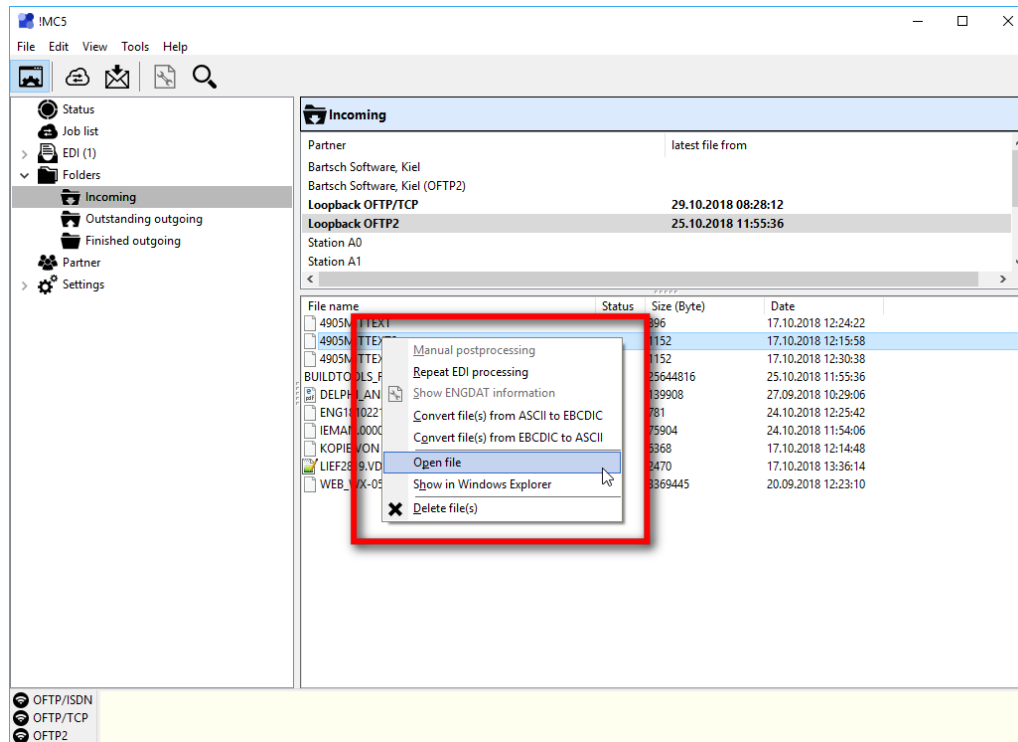 !MC5
File Edit View Tools Help
Status
Job list
EDI (1)
Folders
Incoming
Outstanding outgoing
Finished outgoing
Partner
Settings
Incoming
Partner latest file from
Bartsch Software, Kiel
Bartsch Software, Kiel (OFTP2)
Loopback OFTP/TCP 29.10.2018 08:28:12
Loopback OFTP2 25.10.2018 11:55:36
Station A0
Station A1
File name Status Size (Byte) Date
4905M TTEXT 896 17.10.2018 12:24:22
4905M 1152 17.10.2018 12:15:58
4905M 1152 17.10.2018 12:30:38
25644816 25.10.2018 11:55:36
139908 27.09.2018 10:29:06
781 24.10.2018 12:25:42
75904 24.10.2018 11:54:06
KOPIE VON 6368 17.10.2018 12:14:48
2470 17.10.2018 13:36:14
3369445 20.09.2018 12:23:10
Manual postprocessing
Repeat EDI processing
Show ENGDAT information
Convert file(s) from ASCII to EBCDIC
Convert file(s) from EBCDIC to ASCII
Open file
Show in Windows Explorer
Delete file(s)
OFTP/ISDN
OFTP/TCP
OFTP2